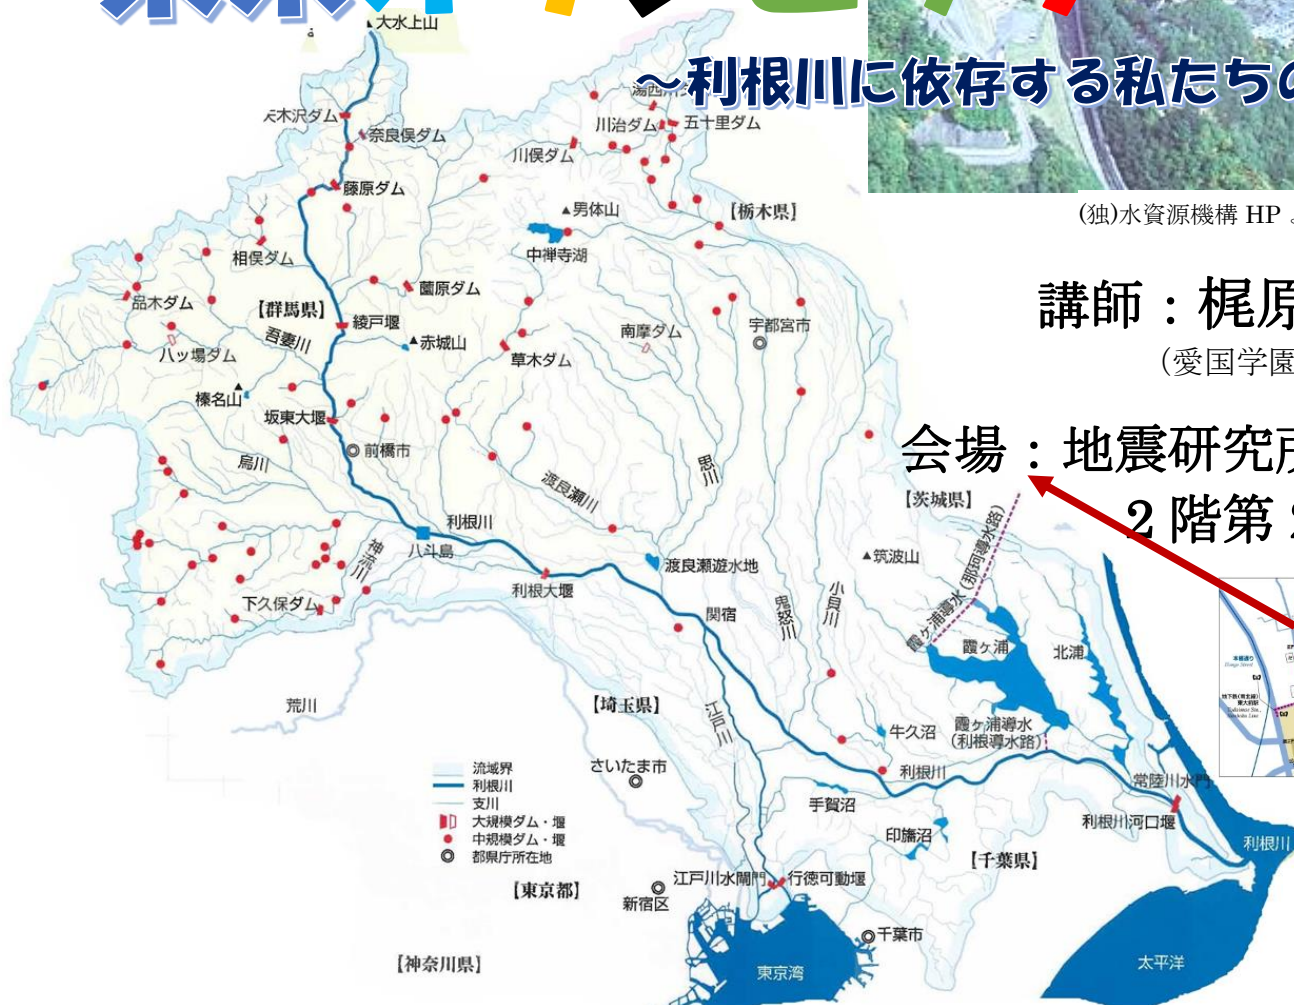 大水上山
～利根川に依存する私たちの
奈良俣ダム
川治ダム
五十里ダム
川俣ダム
藤原ダム
▲男体山
【栃木県】
(独)水資源機構 HP
中禅寺湖
相俣ダム
講師：梶原
薗原ダム
品木ダム
【群馬県】
綾戸堰
南摩ダム
宇都宮市
吾妻川
▲赤城山
八ッ場ダム
草木ダム
(愛国学園
榛名山
坂東大堰
前橋市
会場：地震研究所
烏川
思川
渡良瀬川
【茨城県】
2 階第 2
利根川
八斗島
神流川
渡良瀬遊水地
▲筑波山
霞ヶ浦導水(那珂導水路)
利根大堰
下久保ダム
関宿
鬼怒川
小貝川
霞ヶ浦
北浦
荒川
【埼玉県】
江戸川
牛久沼
霞ヶ浦導水
(利根導水路)
さいたま市
利根川
常陸川水門
手賀沼
利根川河口堰
印旛沼
利根川
【千葉県】
流域界
利根川
支川
大規模ダム・堰
中規模ダム・堰
都県庁所在地
江戸川水閘門
行徳可動堰
【東京都】
新宿区
千葉市
【神奈川県】
東京湾
太平洋